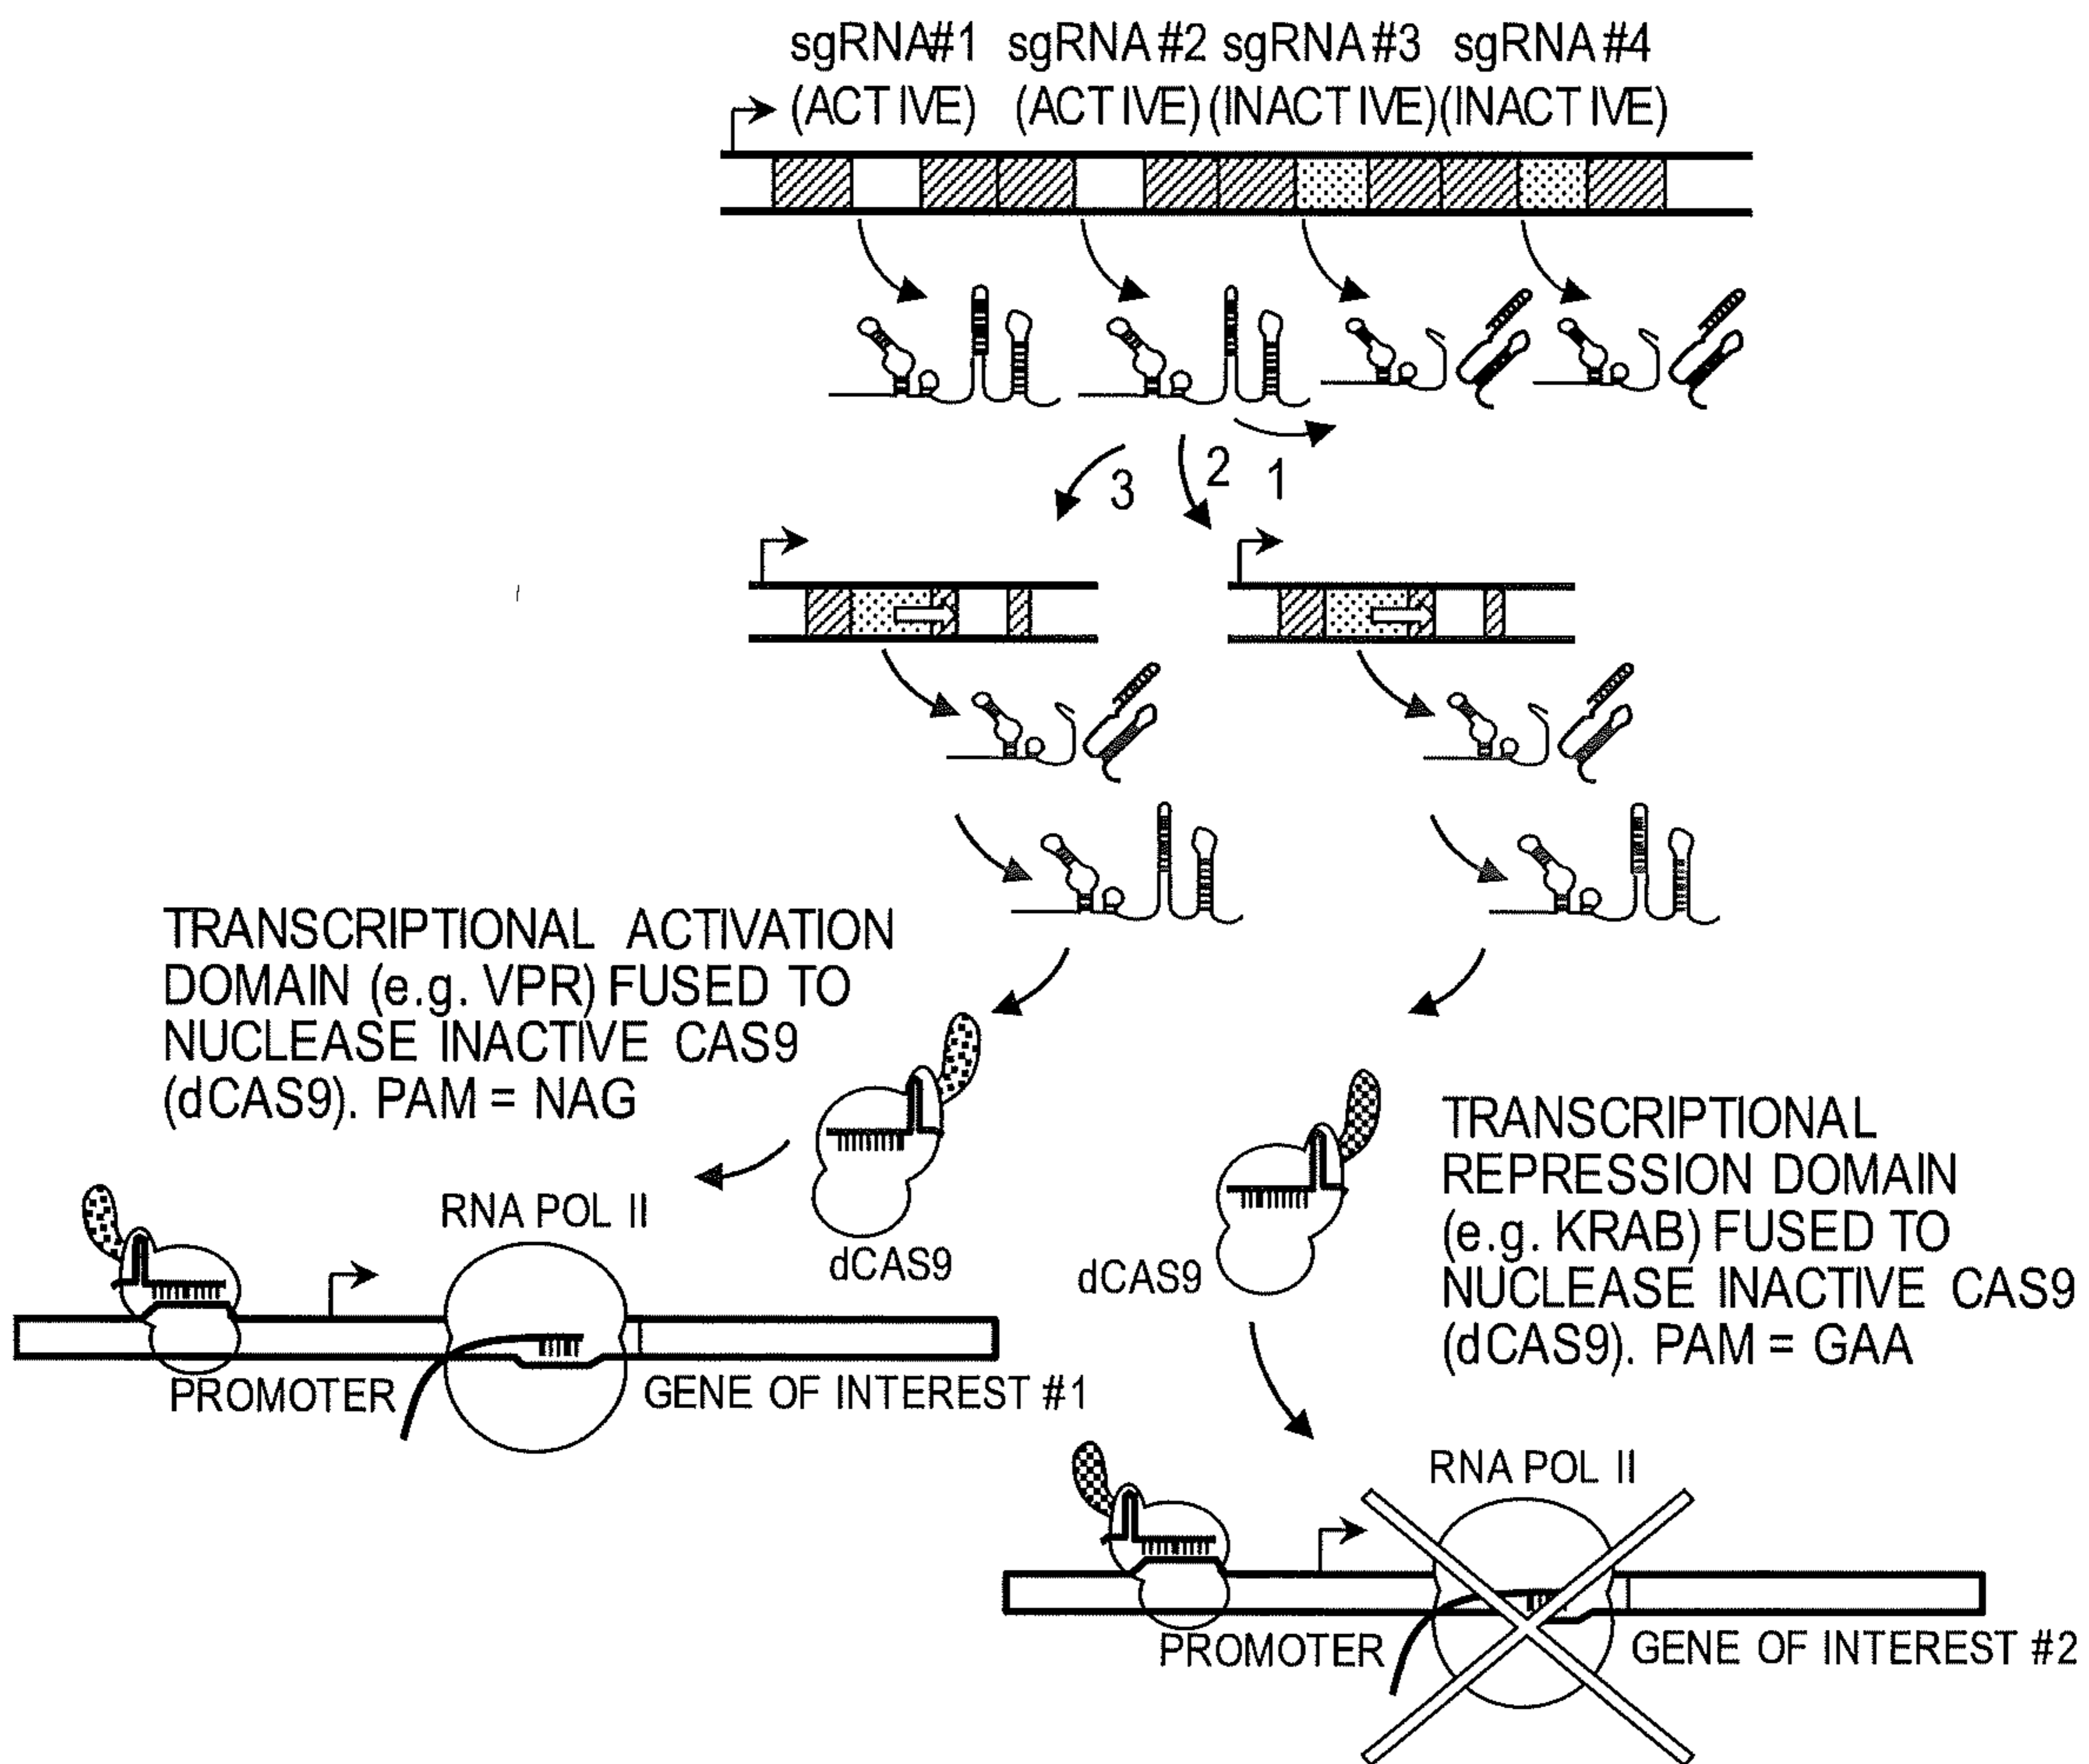 sgRNA#1 sgRNA#2 sgRNA#3 sgRNA#4
(ACTIVE) (ACTIVE) (INACTIVE) (INACTIVE)
3 2 1
TRANSCRIPTIONAL ACTIVATION
DOMAIN (e.g. VPR) FUSED TO
NUCLEASE INACTIVE CAS9
(dCAS9). PAM = NAG
TRANSCRIPTIONAL
REPRESSION DOMAIN
(e.g. KRAB) FUSED TO
NUCLEASE INACTIVE CAS9
(dCAS9). PAM = GAA
RNA POL II
dCAS9
dCAS9
PROMOTER
GENE OF INTEREST #1
RNA POL II
PROMOTER
GENE OF INTEREST #2